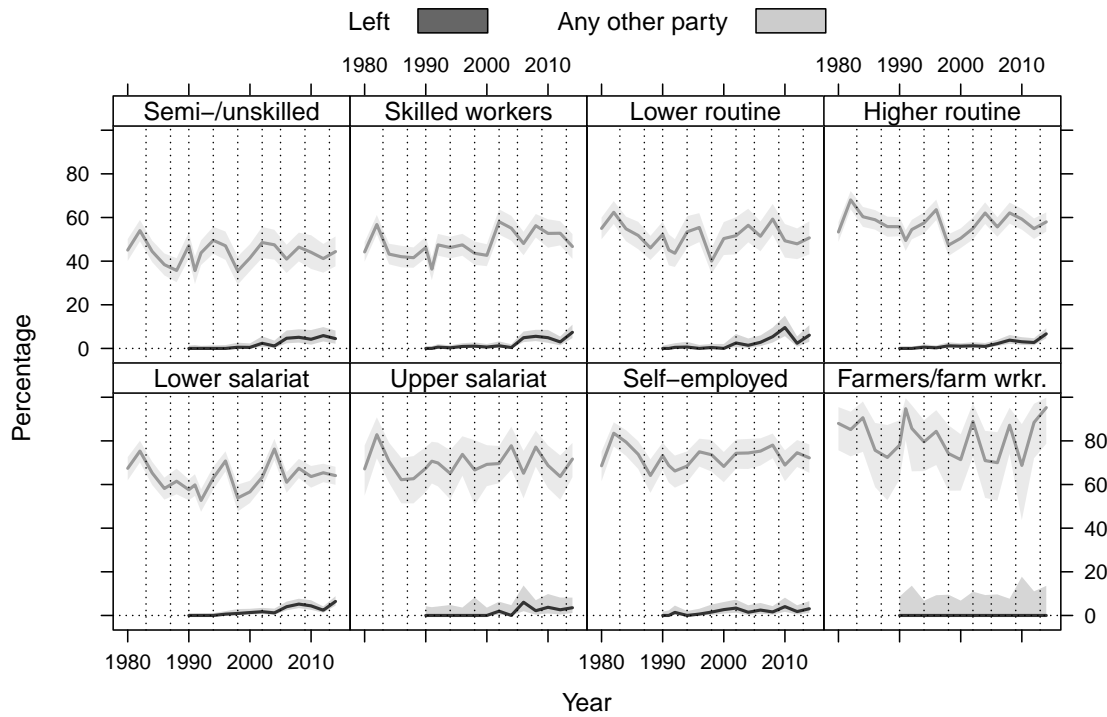 Left Any other party
1980 1990 2000 2010 1980 1990 2000 2010
Semi−/unskilled Skilled workers Lower routine Higher routine
80
60
40
20
0
Percentage
Lower salariat Upper salariat Self−employed Farmers/farm wrkr.
80
60
40
20
0
1980 1990 2000 2010 1980 1990 2000 2010
Year